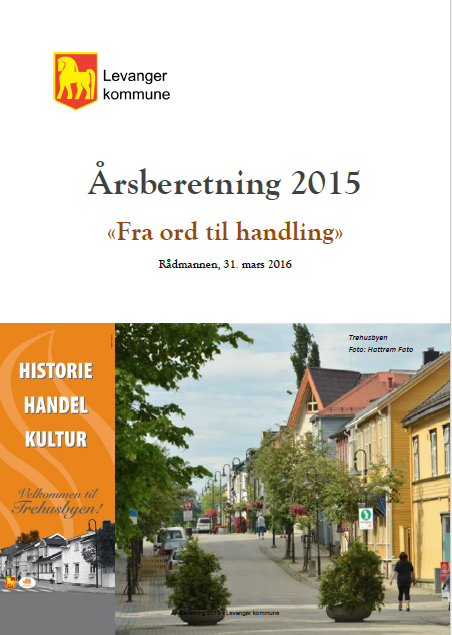 Levanger
kommune
Årsberetning 2015
«Fra ord til handling»
Rådmannen, 31. mars 2016
Trehusbyen
Foto: Hattrem Foto
HISTORIE
HANDEL
KULTUR
Velkommen til
Trehusbyen!
Årsberetning 2015 - Levanger kommune